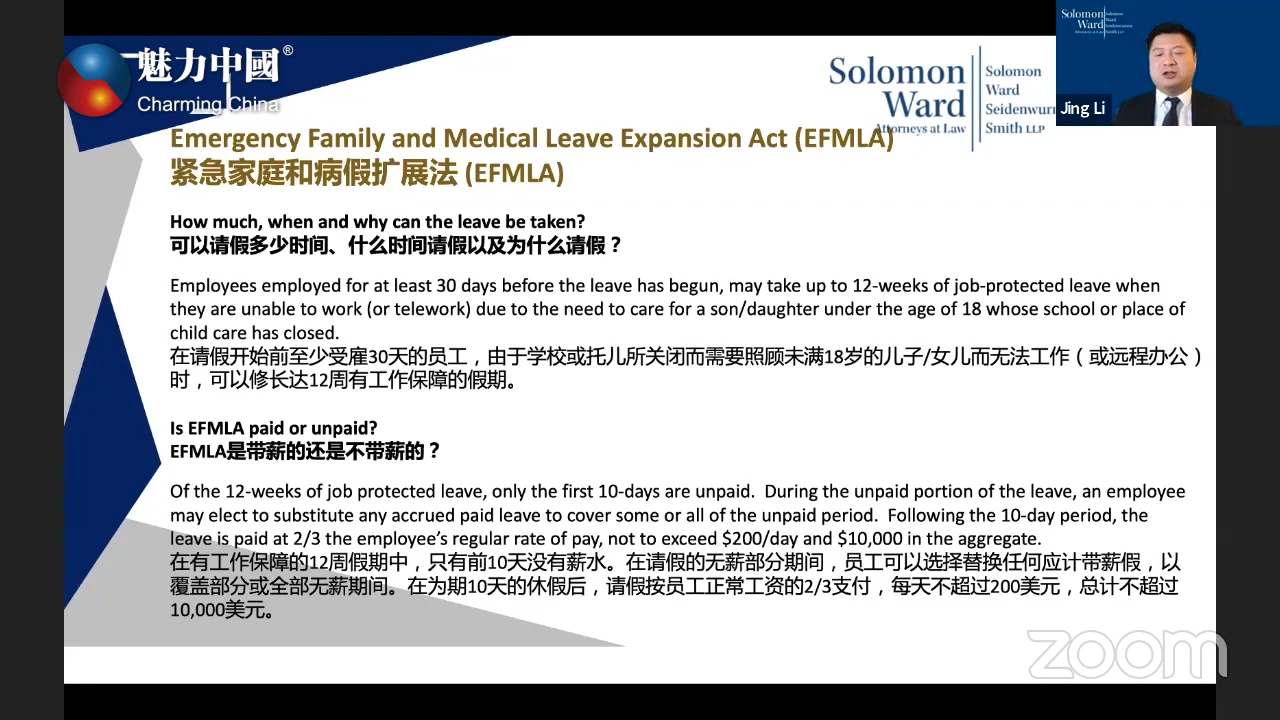 魅力中國®
Charming China
Solomon
Ward
Attorneys at Law
Solomon
Ward
Seidenwurm
Smith LLP
Solomon
Ward
Attorneys at Law
Solomon
Ward
Smith LLP
Jing Li
Emergency Family and Medical Leave Expansion Act (EFMLA)
紧急家庭和病假扩展法 (EFMLA)
How much, when and why can the leave be taken?
可以请假多少时间、什么时间请假以及为什么请假？
Employees employed for at least 30 days before the leave has begun, may take up to 12-weeks of job-protected leave when
they are unable to work (or telework) due to the need to care for a son/daughter under the age of 18 whose school or place of
child care has closed.
在请假开始前至少受雇30天的员工，由于学校或托儿所关闭而需要照顾未满18岁的儿子/女儿而无法工作（或远程办公）
时，可以修长达12周有工作保障的假期。
Is EFMLA paid or unpaid?
EFMLA是带薪的还是不带薪的？
Of the 12-weeks of job protected leave, only the first 10-days are unpaid. During the unpaid portion of the leave, an employee
may elect to substitute any accrued paid leave to cover some or all of the unpaid period. Following the 10-day period, the
leave is paid at 2/3 the employee’s regular rate of pay, not to exceed $200/day and $10,000 in the aggregate.
在有工作保障的12周假期中，只有前10天没有薪水。在请假的无薪部分期间，员工可以选择替换任何应计带薪假，以
覆盖部分或全部无薪期间。在为期10天的休假后，请假按员工正常工资的2/3支付，每天不超过200美元，总计不超过
10,000美元。
zoom